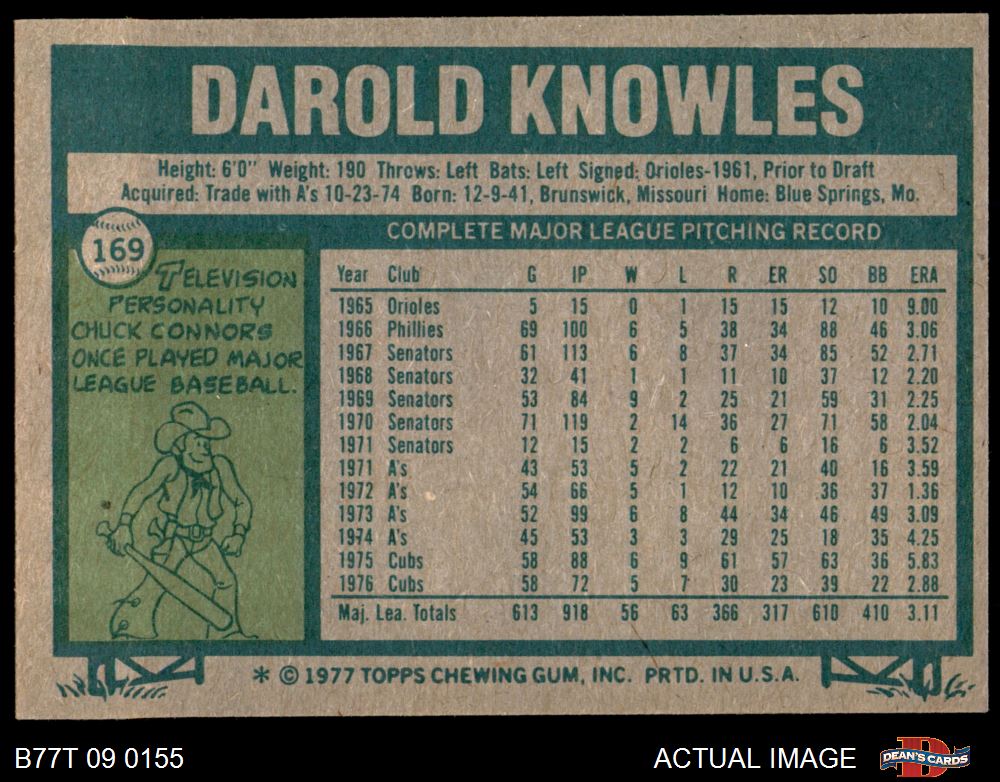 DAROLD KNOWLES
Height: 6'0" Weight: 190 Throws: Left Bats: Left Signed: Orioles-1961, Prior to Draft
Acquired: Trade with A's 10-23-74 Born: 12-9-41, Brunswick, Missouri Home: Blue Springs, Mo.
169
TELEVISION
PERSONALITY
CHUCK CONNORS
ONCE PLAYED MAJOR
LEAGUE BASEBALL.
COMPLETE MAJOR LEAGUE PITCHING RECORD
Year Club G IP W L R ER SO BB ERA
1965 Orioles 5 15 0 1 15 15 12 10 9.00
1966 Phillies 69 100 6 5 38 34 88 46 3.06
1967 Senators 61 113 6 8 37 34 85 52 2.71
1968 Senators 32 41 1 1 11 10 37 12 2.20
1969 Senators 53 84 9 2 25 21 59 31 2.25
1970 Senators 71 119 2 14 36 27 71 58 2.04
1971 Senators 12 15 2 2 6 6 16 6 3.52
1971 A's 43 53 5 2 22 21 40 16 3.59
1972 A's 54 66 5 1 12 10 36 37 1.36
1973 A's 52 99 6 8 44 34 46 49 3.09
1974 A's 45 53 3 3 29 25 18 35 4.25
1975 Cubs 58 88 6 9 61 57 63 36 5.83
1976 Cubs 58 72 5 7 30 23 39 22 2.88
Maj. Lea. Totals 613 918 56 63 366 317 610 410 3.11
* © 1977 TOPPS CHEWING GUM, INC. PRTD. IN U.S.A.
B77T 09 0155
ACTUAL IMAGE
D
DEAN'S CARDS